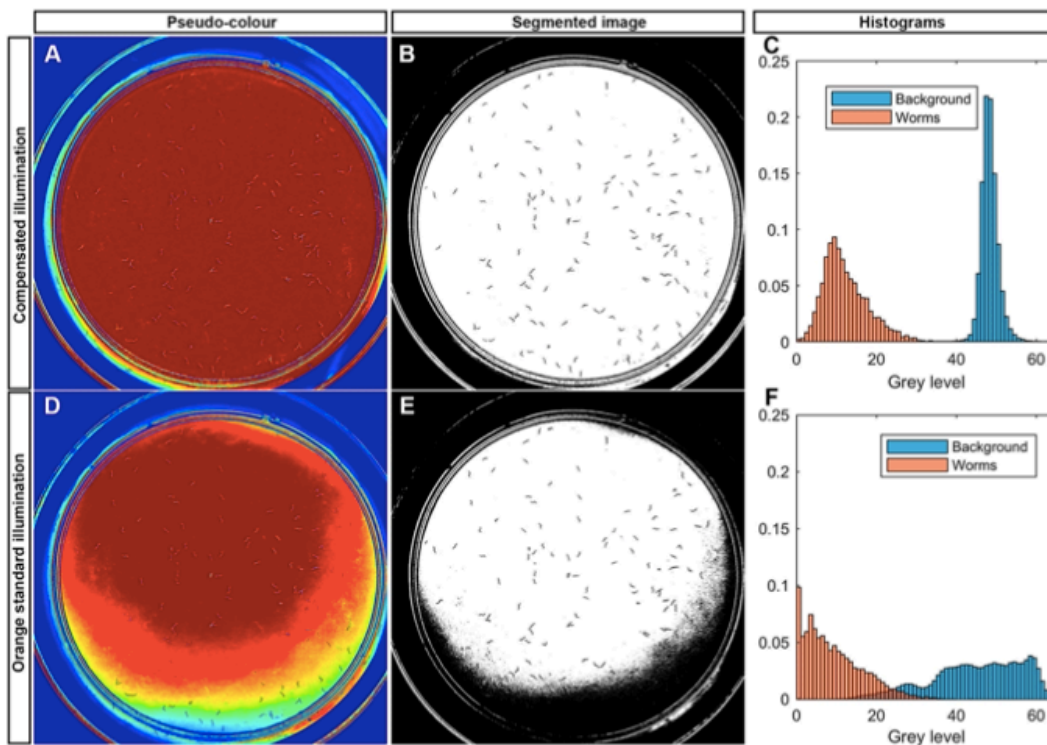 Pseudo-colour
Segmented image
Histograms
Compensated illumination
A
B
C
0.25
0.2
0.15
0.1
0.05
0
Background
Worms
0
20
40
60
Grey level
Orange standard illumination
D
E
F
0.25
0.2
0.15
0.1
0.05
0
Background
Worms
0
20
40
60
Grey level